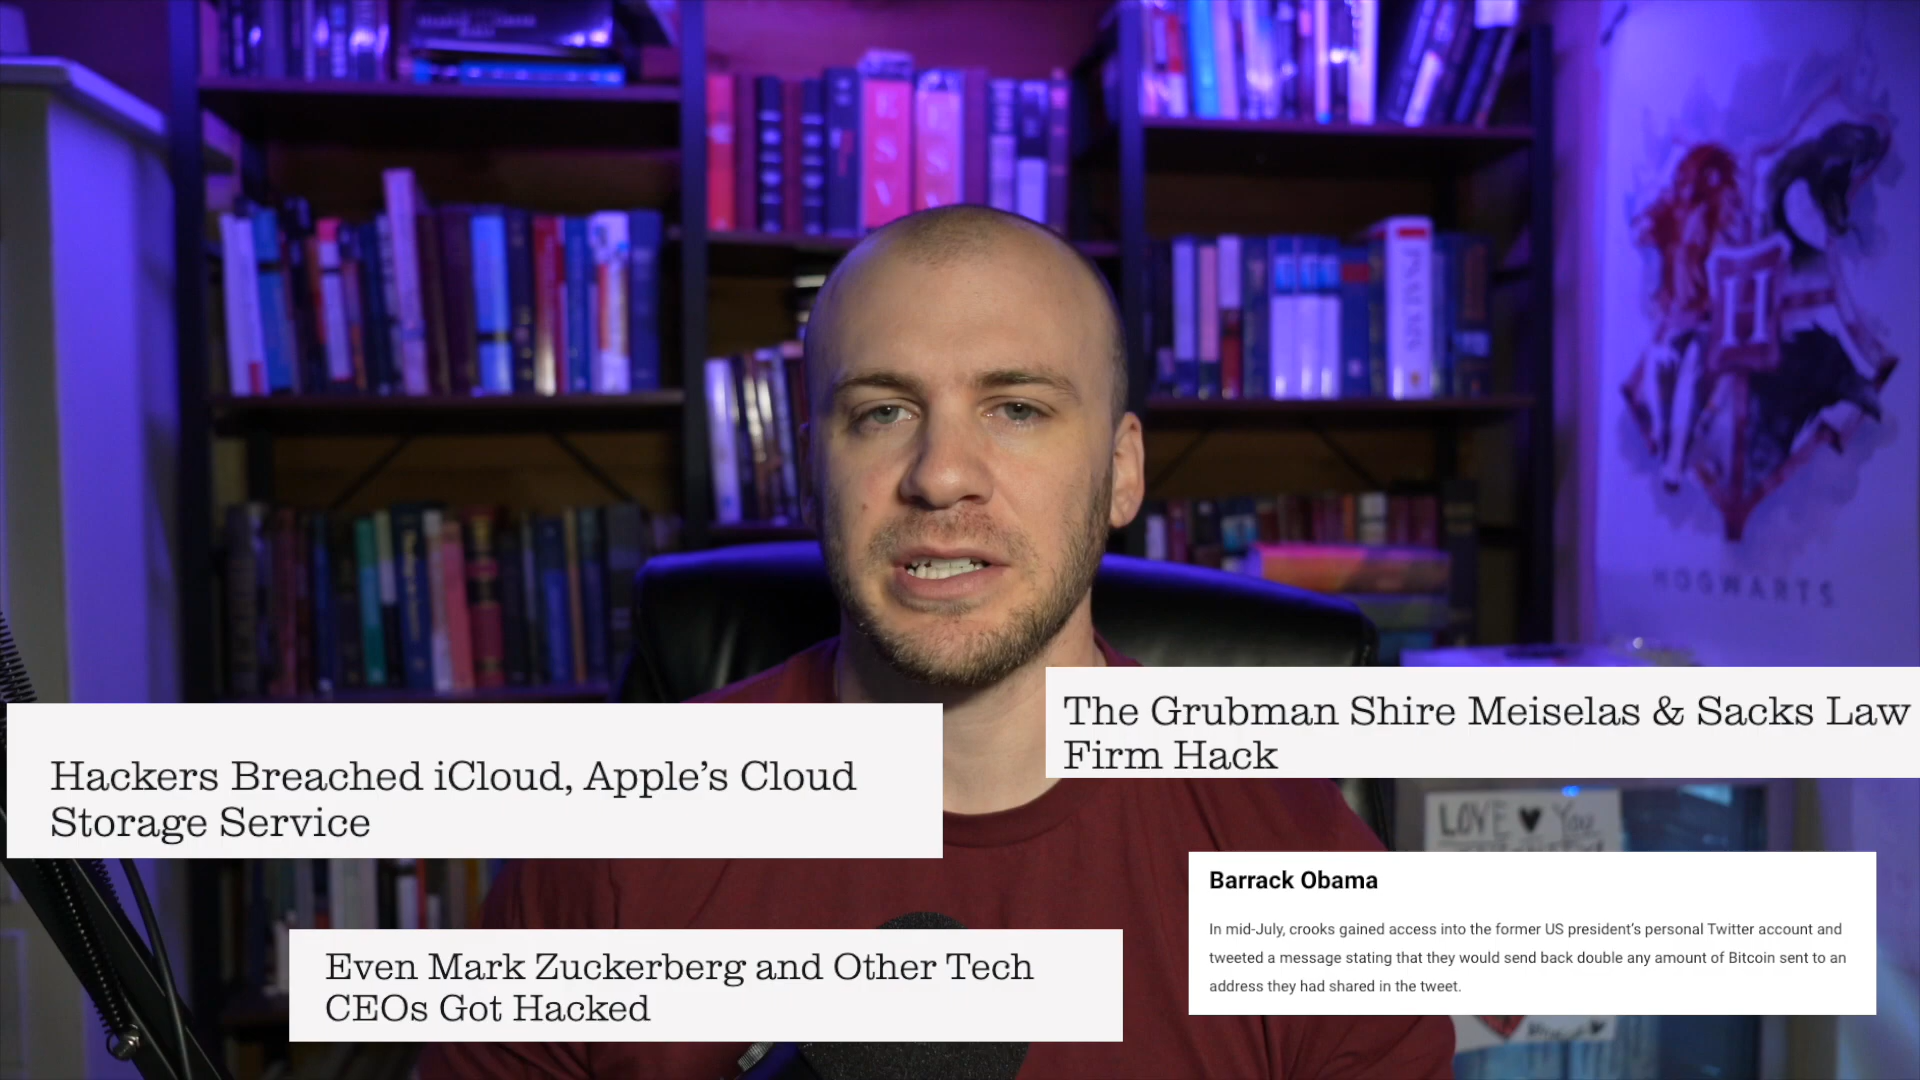 ESV
ESV
PSALMS
H
HOGWARTS
The Grubman Shire Meiselas & Sacks Law
Firm Hack
Hackers Breached iCloud, Apple’s Cloud
Storage Service
LOVE ♥ You
Barrack Obama
In mid-July, crooks gained access into the former US president’s personal Twitter account and
tweeted a message stating that they would send back double any amount of Bitcoin sent to an
address they had shared in the tweet.
Even Mark Zuckerberg and Other Tech
CEOs Got Hacked